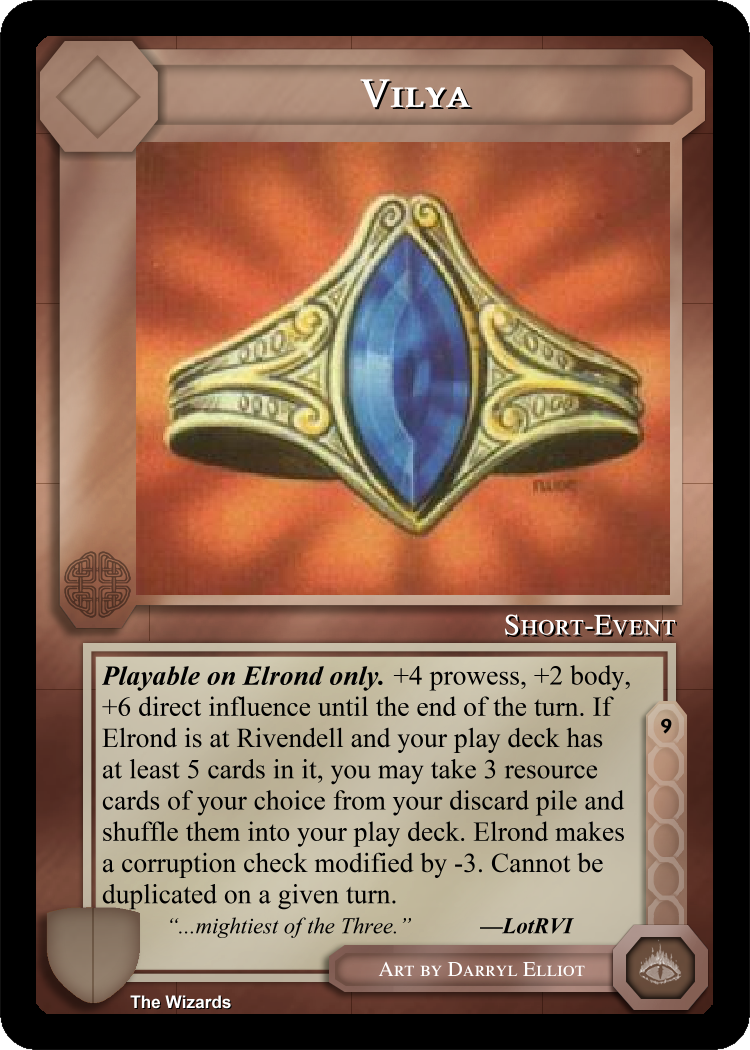 VILYA
SHORT-EVENT
Playable on Elrond only. +4 prowess, +2 body,
+6 direct influence until the end of the turn. If
Elrond is at Rivendell and your play deck has
at least 5 cards in it, you may take 3 resource
cards of your choice from your discard pile and
shuffle them into your play deck. Elrond makes
a corruption check modified by -3. Cannot be
duplicated on a given turn.
9
“...mightiest of the Three.” —LotRVI
ART BY DARRYL ELLIOT
The Wizards